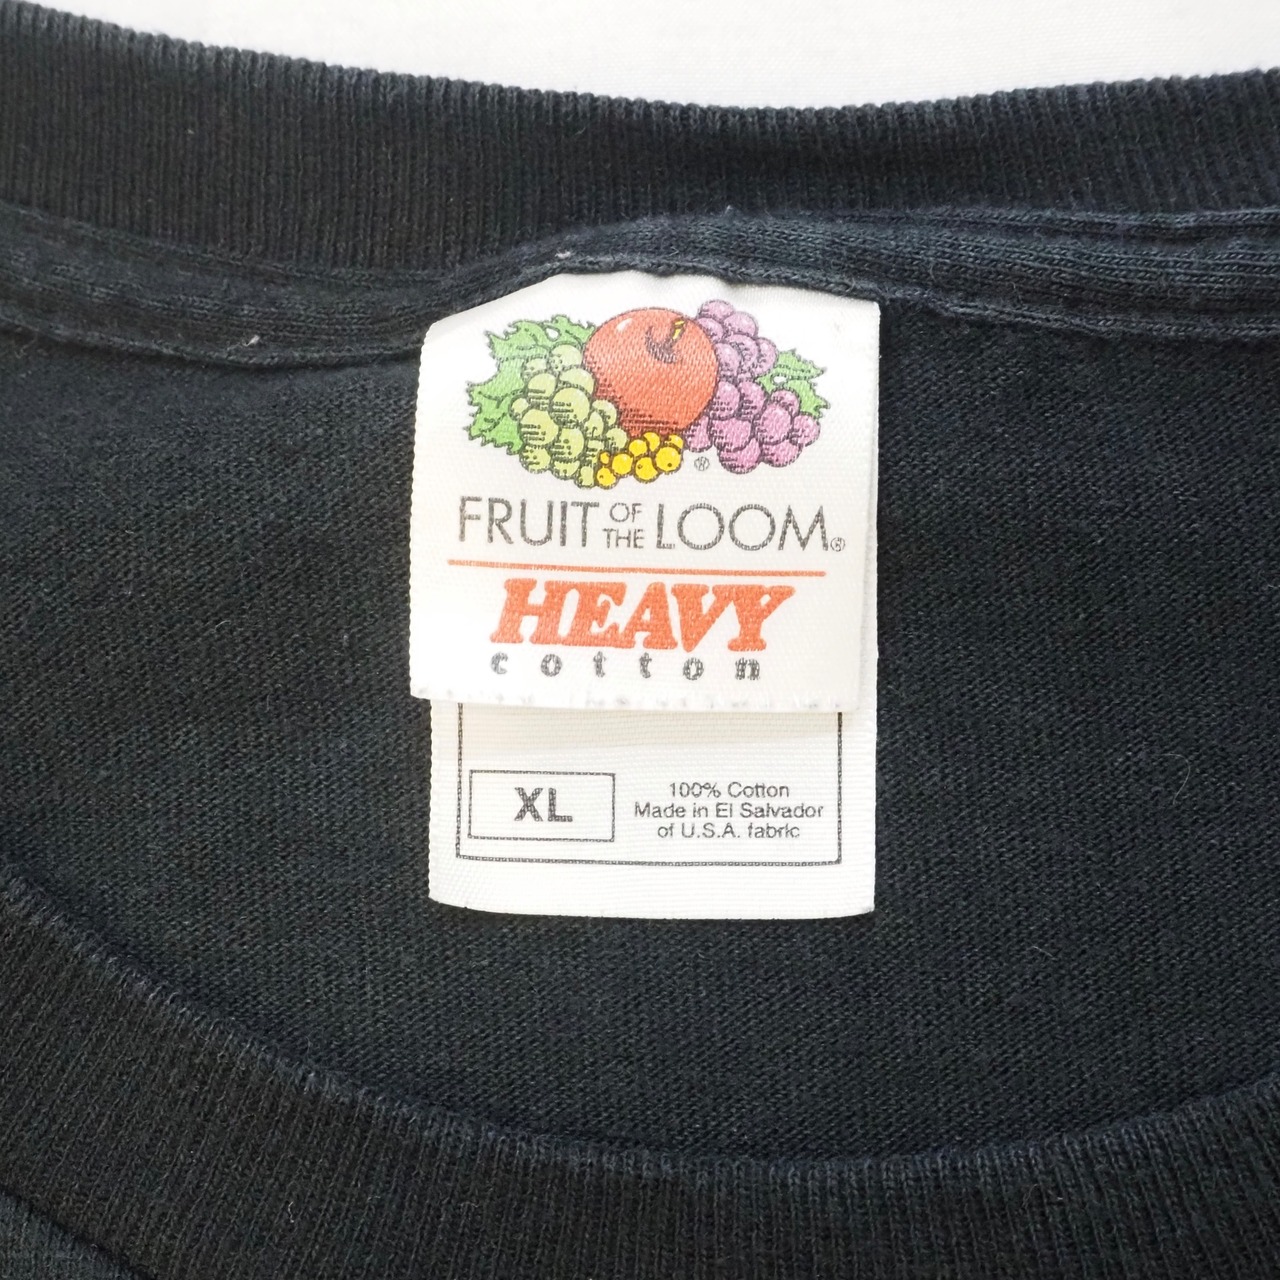 ®
FRUIT OF THE LOOM®
HEAVY
cotton
XL
100% Cotton
Made in El Salvador
of U.S.A. fabric